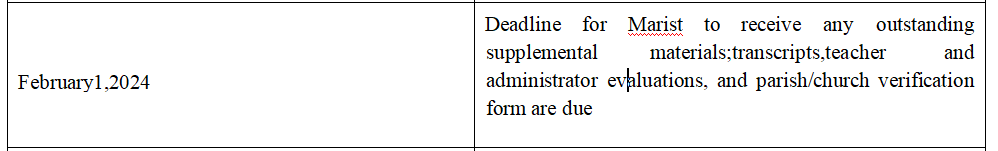 February1,2024
Deadline for Marist to receive any outstanding
supplemental materials;transcripts,teacher and
administrator evaluations, and parish/church verification
form are due